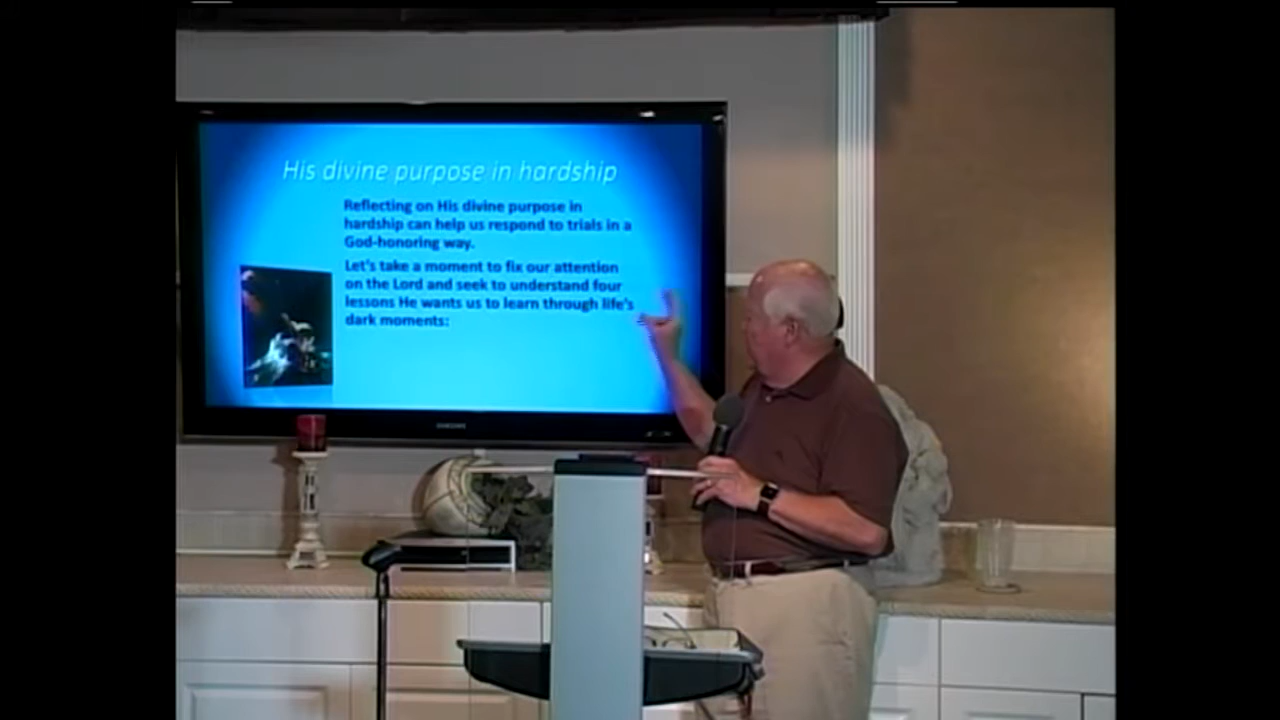 His divine purpose in hardship
Reflecting on His divine purpose in
hardship can help us respond to trials in a
God-honoring way.
Let's take a moment to fix our attention
on the Lord and seek to understand four
lessons He wants us to learn through life's
dark moments:
SAMSUNG